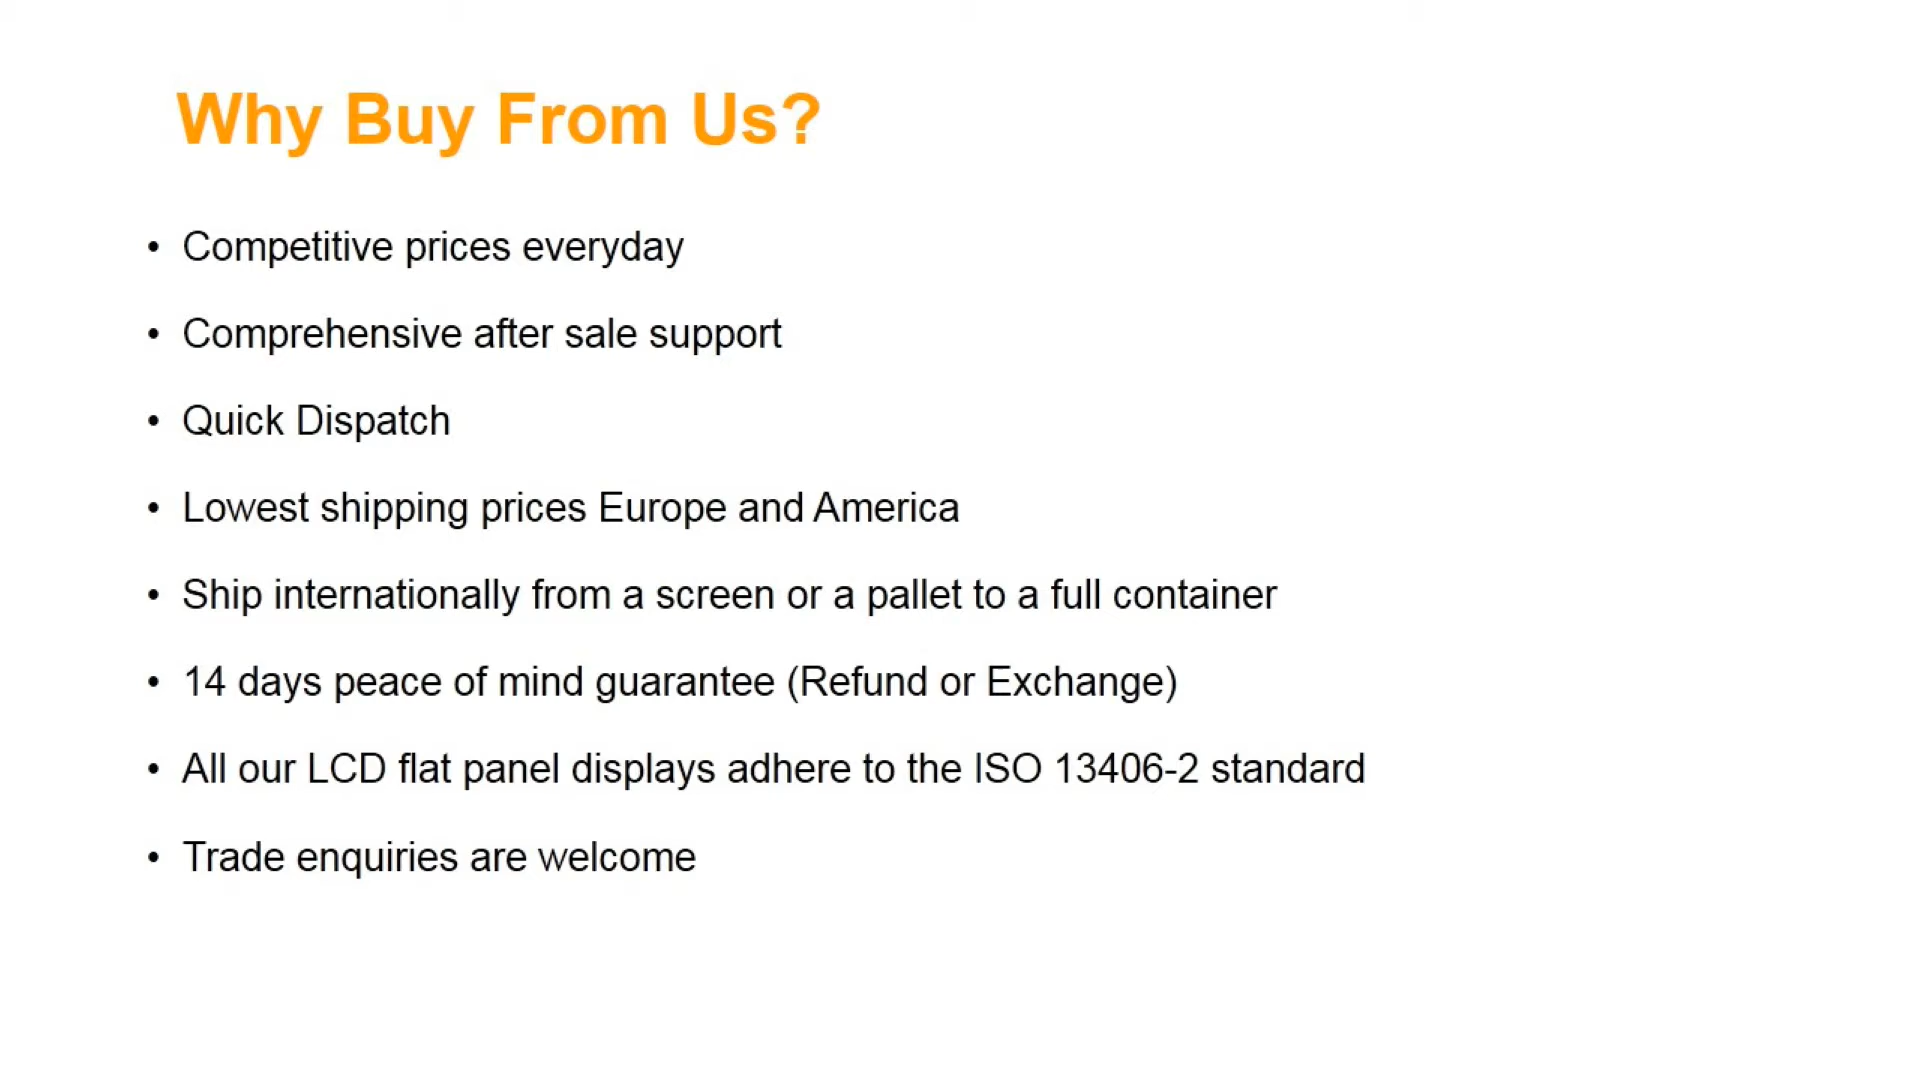 Why Buy From Us?
• Competitive prices everyday
• Comprehensive after sale support
• Quick Dispatch
• Lowest shipping prices Europe and America
• Ship internationally from a screen or a pallet to a full container
• 14 days peace of mind guarantee (Refund or Exchange)
• All our LCD flat panel displays adhere to the ISO 13406-2 standard
• Trade enquiries are welcome